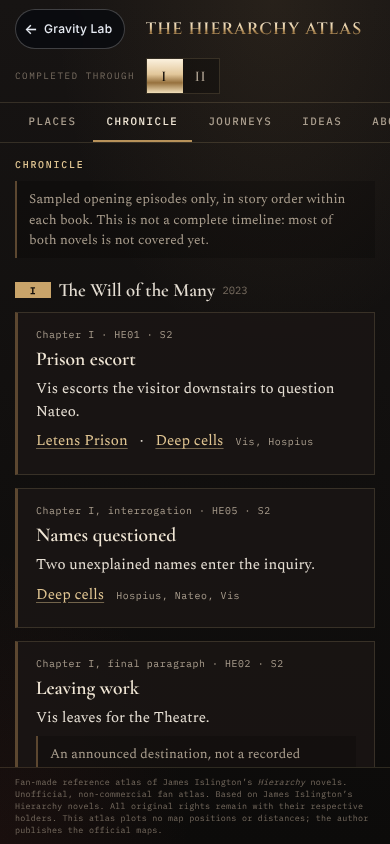 ← Gravity Lab
THE HIERARCHY ATLAS
COMPLETED THROUGH I II
PLACES CHRONICLE JOURNEYS IDEAS ABO
CHRONICLE
Sampled opening episodes only, in story order within
each book. This is not a complete timeline: most of
both novels is not covered yet.
I The Will of the Many 2023
Chapter I · HE01 · S2
Prison escort
Vis escorts the visitor downstairs to question
Nateo.
Letens Prison · Deep cells Vis, Hospius
Chapter I, interrogation · HE05 · S2
Names questioned
Two unexplained names enter the inquiry.
Deep cells Hospius, Nateo, Vis
Chapter I, final paragraph · HE02 · S2
Leaving work
Vis leaves for the Theatre.
An announced destination, not a recorded
Fan-made reference atlas of James Islington's Hierarchy novels.
Unofficial, non-commercial fan atlas. Based on James Islington's
Hierarchy novels. All original rights remain with their respective
holders. This atlas plots no map positions or distances; the author
publishes the official maps.